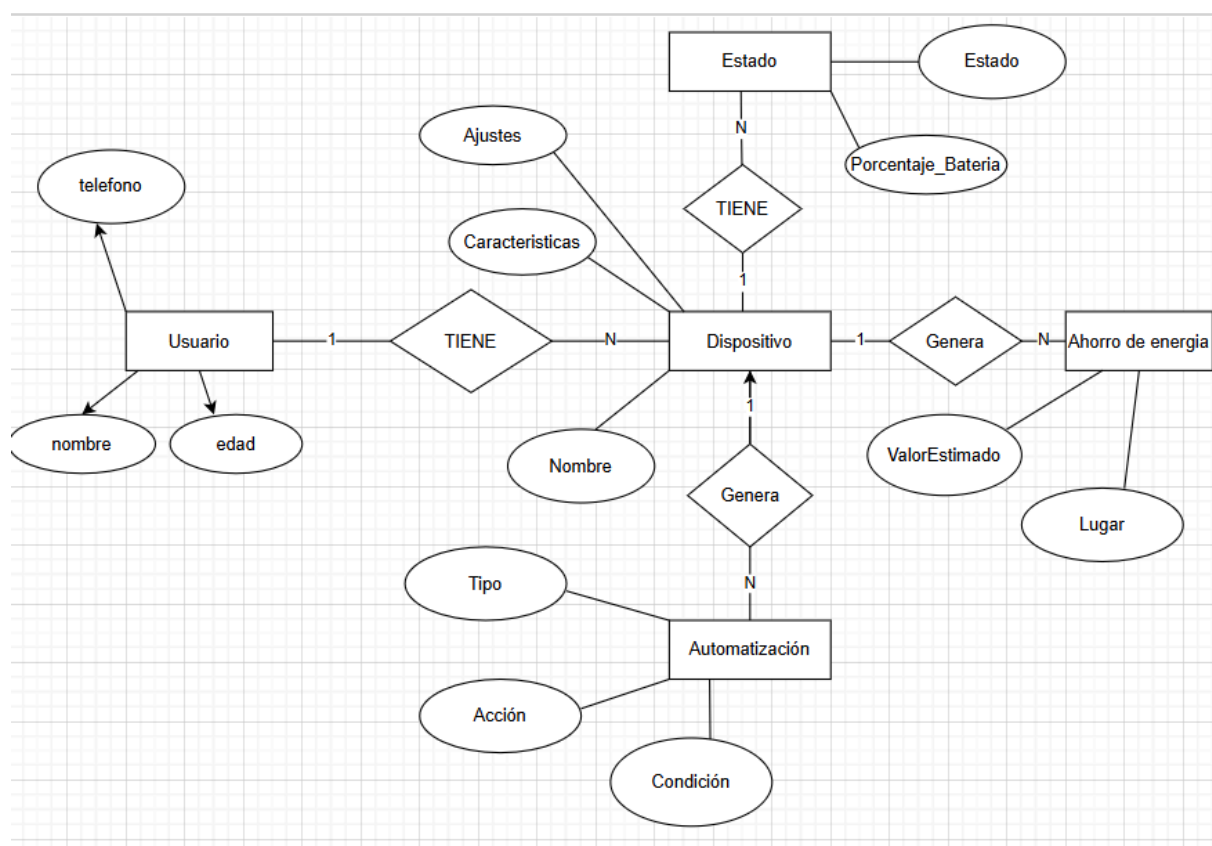 Estado
Estado
N
Ajustes
Porcentaje_Bateria
telefono
TIENE
Caracteristicas
1
Usuario
1
TIENE
N
Dispositivo
1
Genera
N
Ahorro de energia
1
nombre
edad
Nombre
ValorEstimado
Genera
Lugar
Tipo
N
Automatización
Acción
Condición